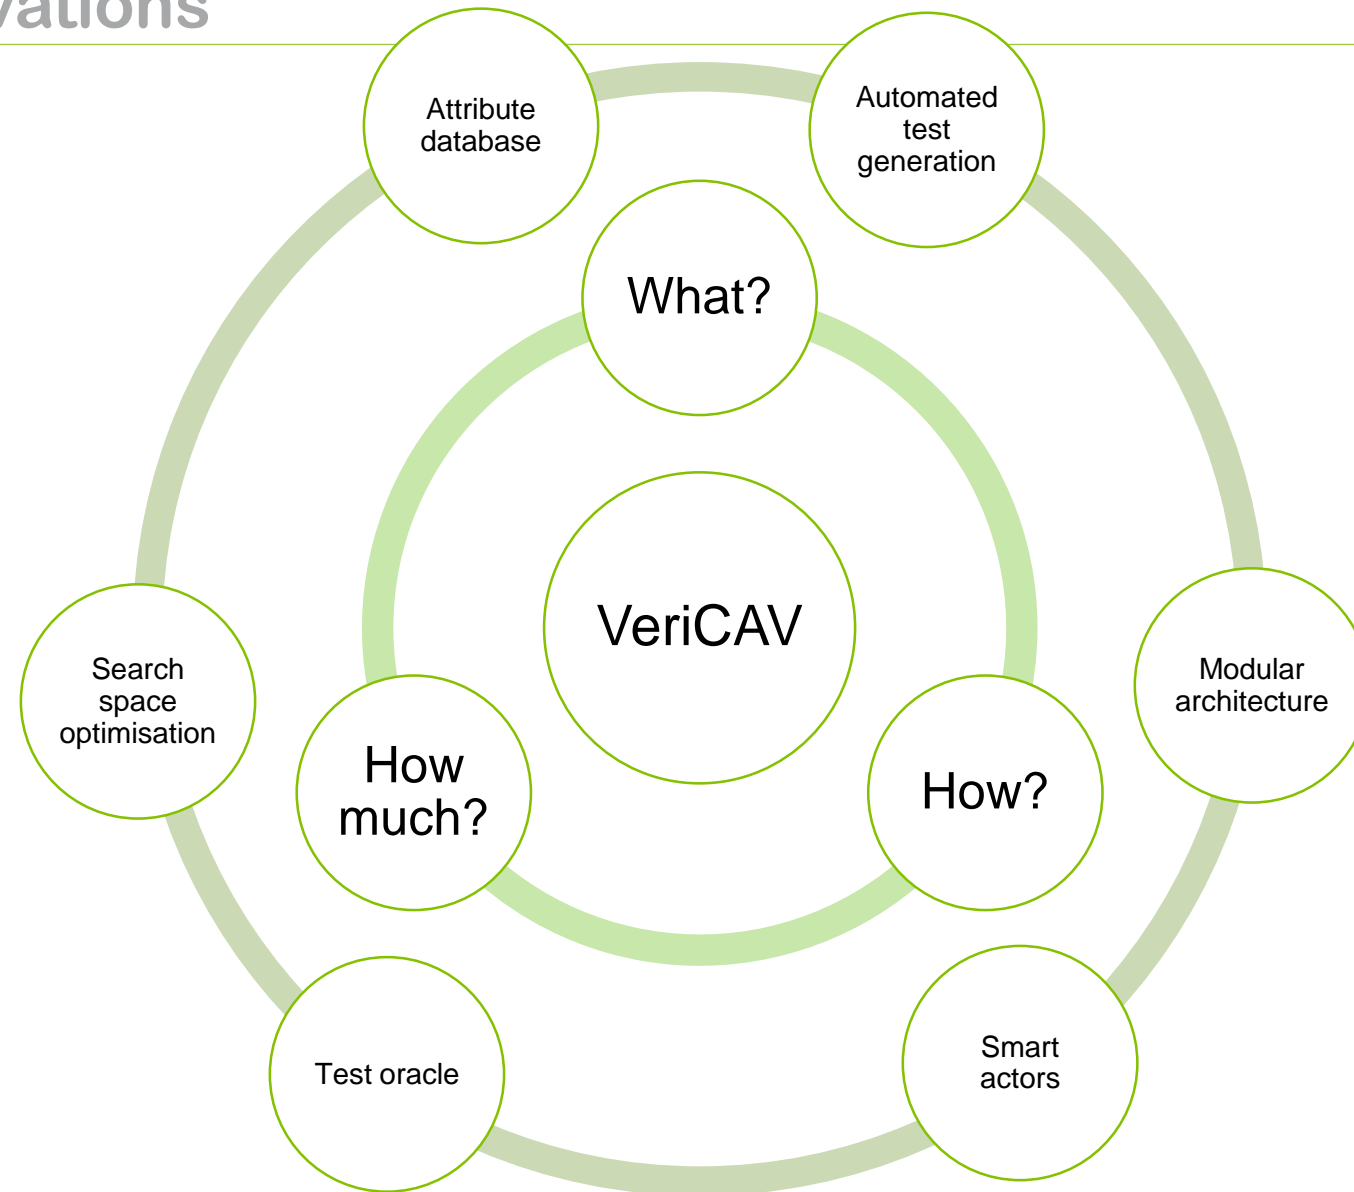 vations
Attribute
database
Automated
test
generation
What?
VeriCAV
Search
space
optimisation
Modular
architecture
How
much?
How?
Test oracle
Smart
actors